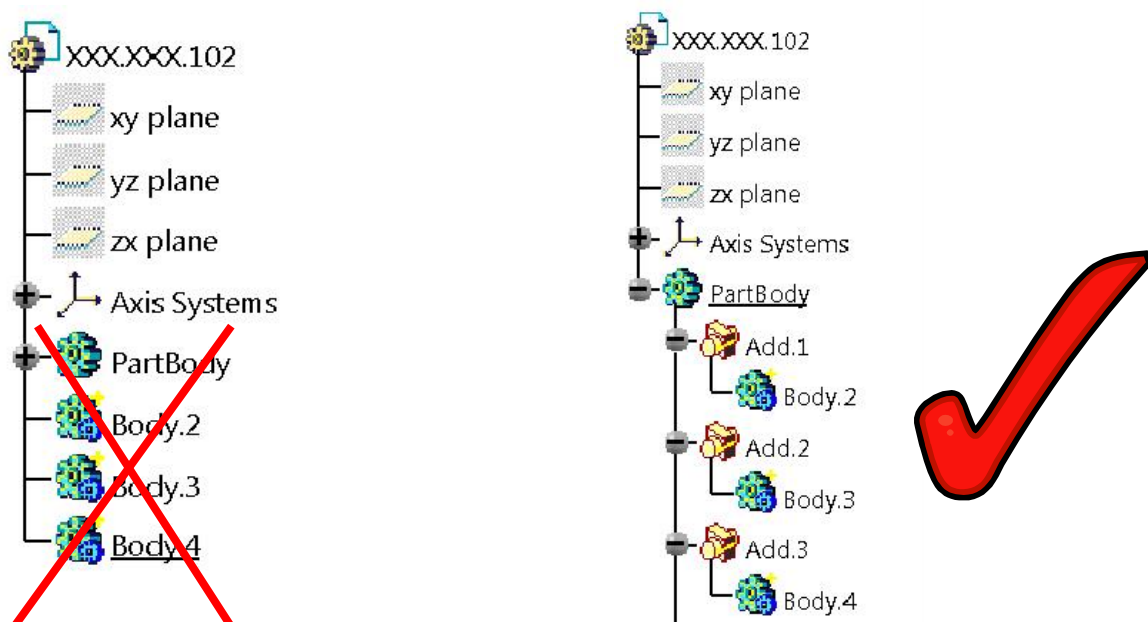 XXX.XXX.102
xy plane
yz plane
zx plane
Axis Systems
PartBody
Body.2
Body.3
Body.4
XXX.XXX.102
xy plane
yz plane
zx plane
Axis Systems
PartBody
Add.1
Body.2
Add.2
Body.3
Add.3
Body.4